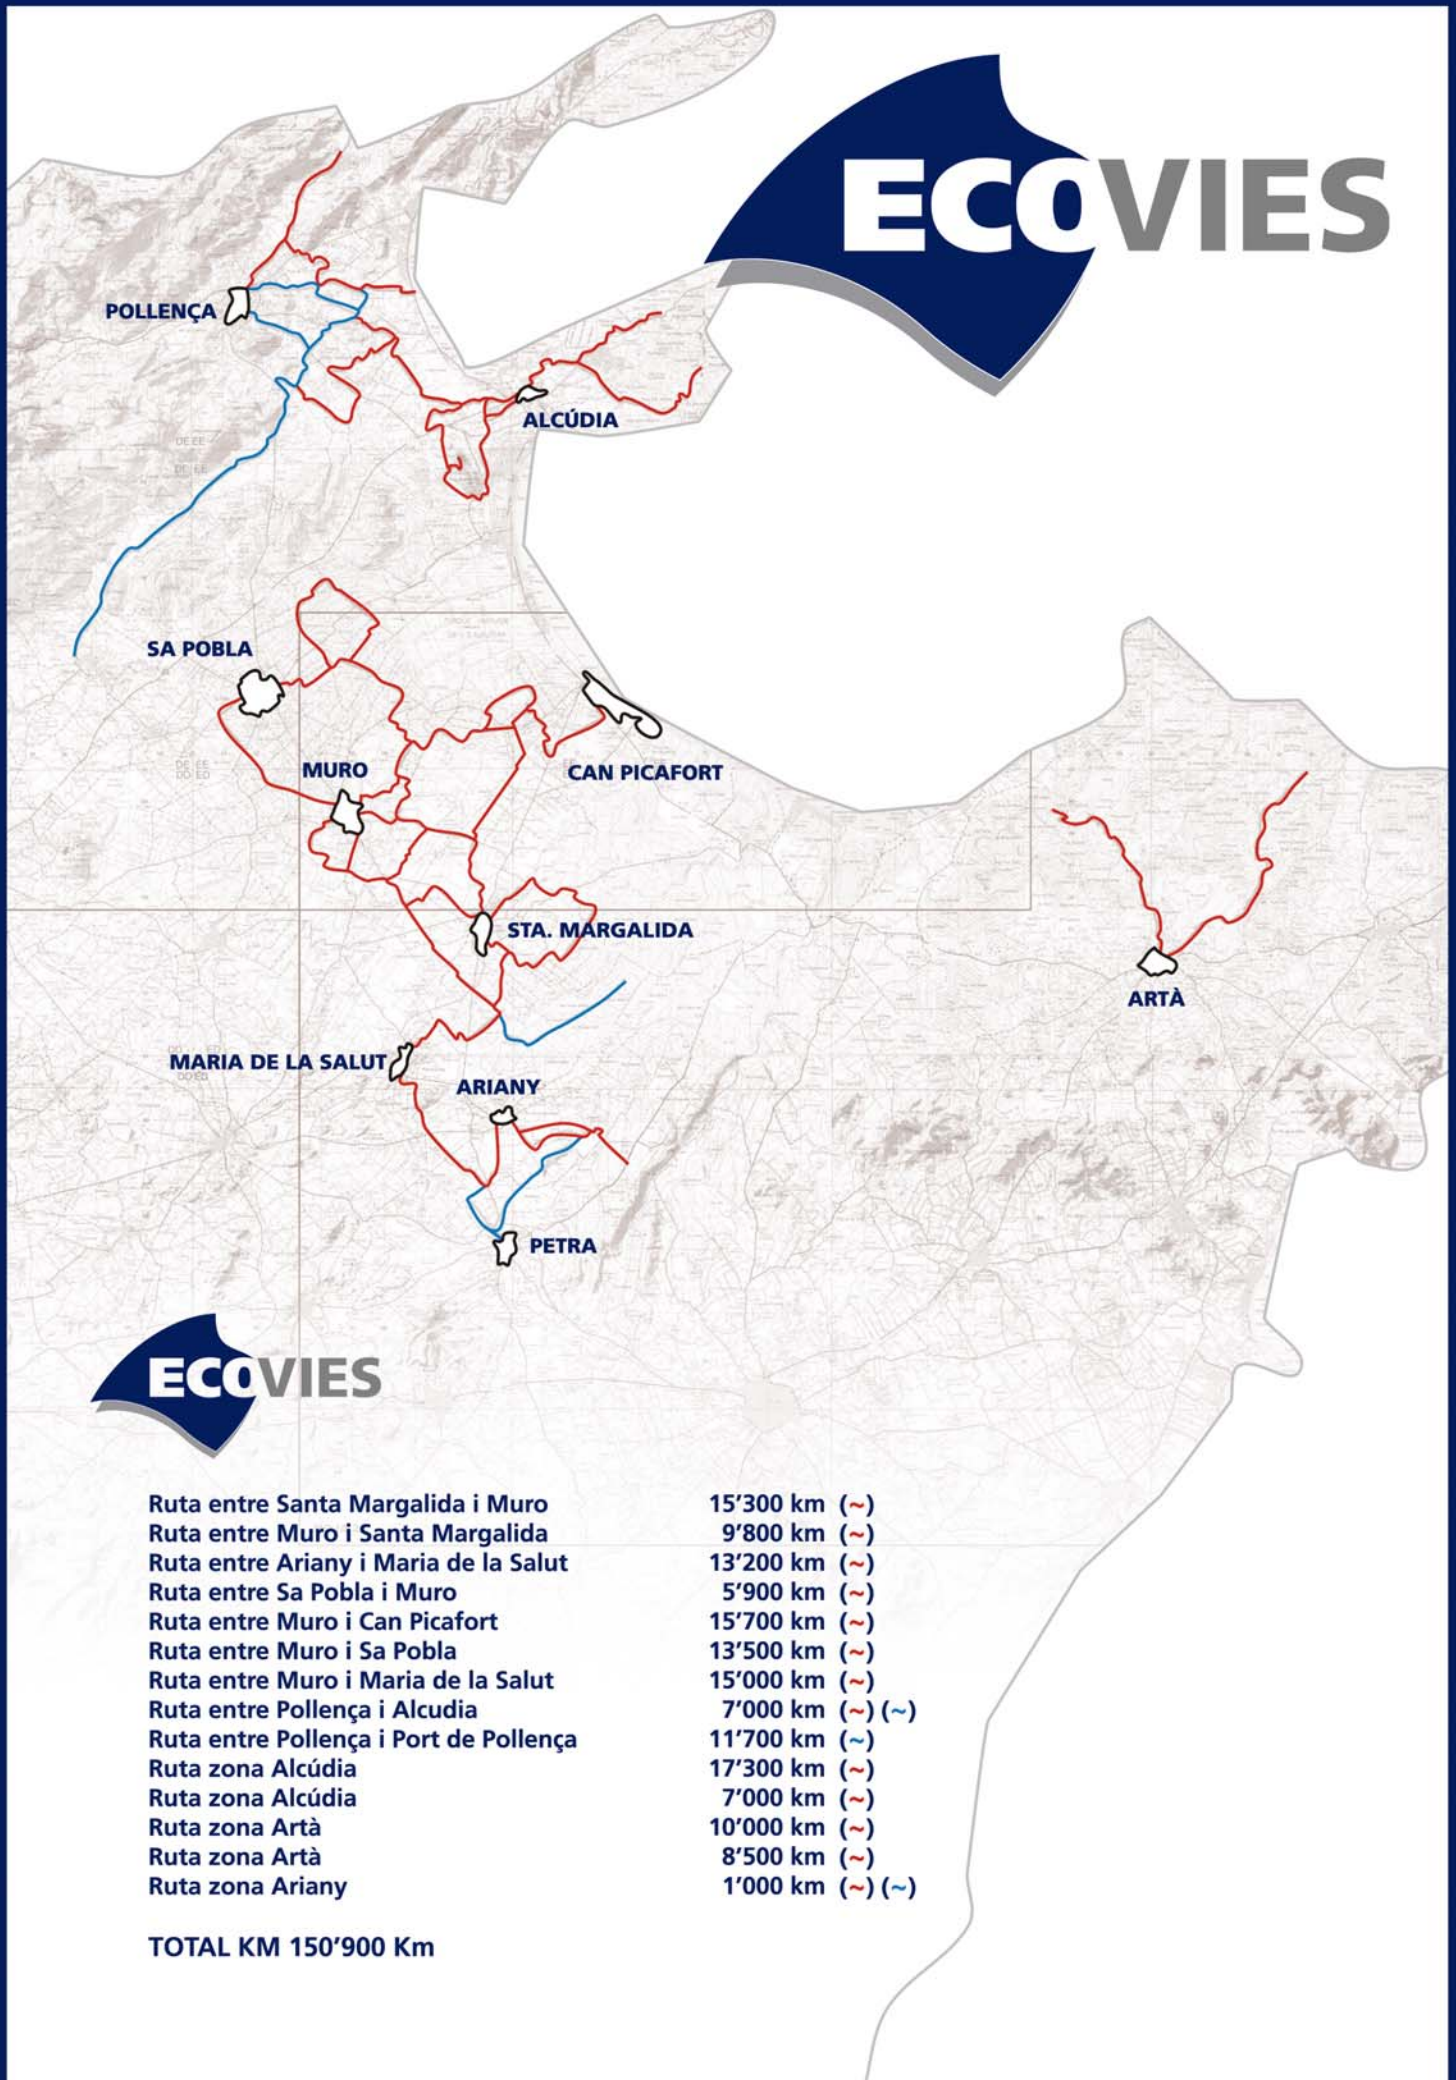 ECOVIES
POLLENÇA
ALCÚDIA
SA POBLA
MURO
CAN PICAFORT
STA. MARGALIDA
ARTÀ
MARIA DE LA SALUT
ARIANY
PETRA
ECOVIES
Ruta entre Santa Margalida i Muro 15’300 km (~)
Ruta entre Muro i Santa Margalida 9’800 km (~)
Ruta entre Ariany i Maria de la Salut 13’200 km (~)
Ruta entre Sa Pobla i Muro 5’900 km (~)
Ruta entre Muro i Can Picafort 15’700 km (~)
Ruta entre Muro i Sa Pobla 13’500 km (~)
Ruta entre Muro i Maria de la Salut 15’000 km (~)
Ruta entre Pollença i Alcudia 7’000 km (~) (~)
Ruta entre Pollença i Port de Pollença 11’700 km (~)
Ruta zona Alcúdia 17’300 km (~)
Ruta zona Alcúdia 7’000 km (~)
Ruta zona Artà 10’000 km (~)
Ruta zona Artà 8’500 km (~)
Ruta zona Ariany 1’000 km (~) (~)
TOTAL KM 150’900 Km